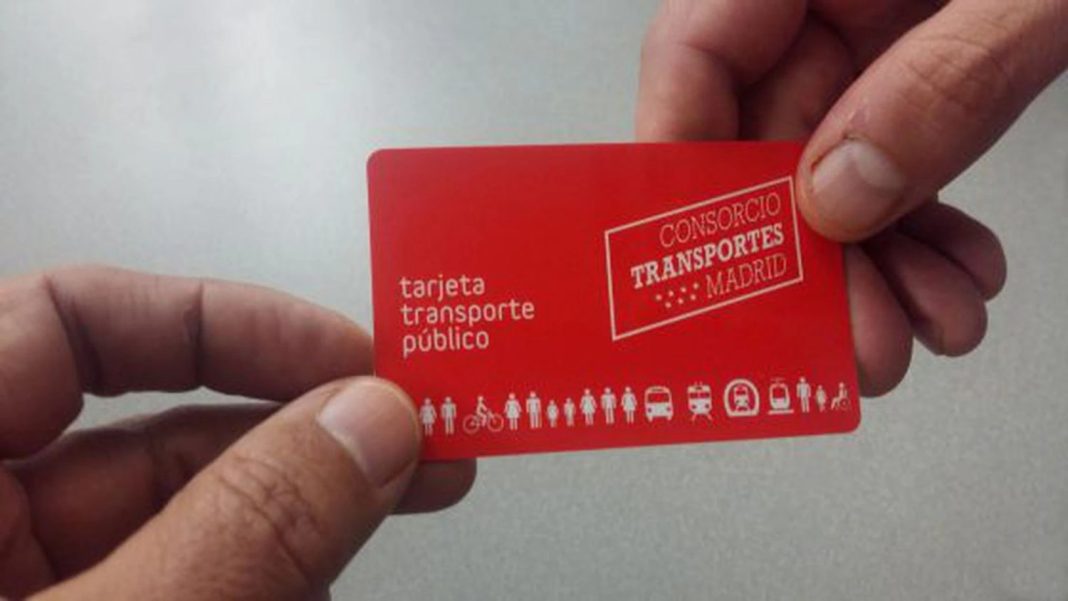 tarjeta
transporte
público
CONSORCIO
TRANSPORTES
MADRID